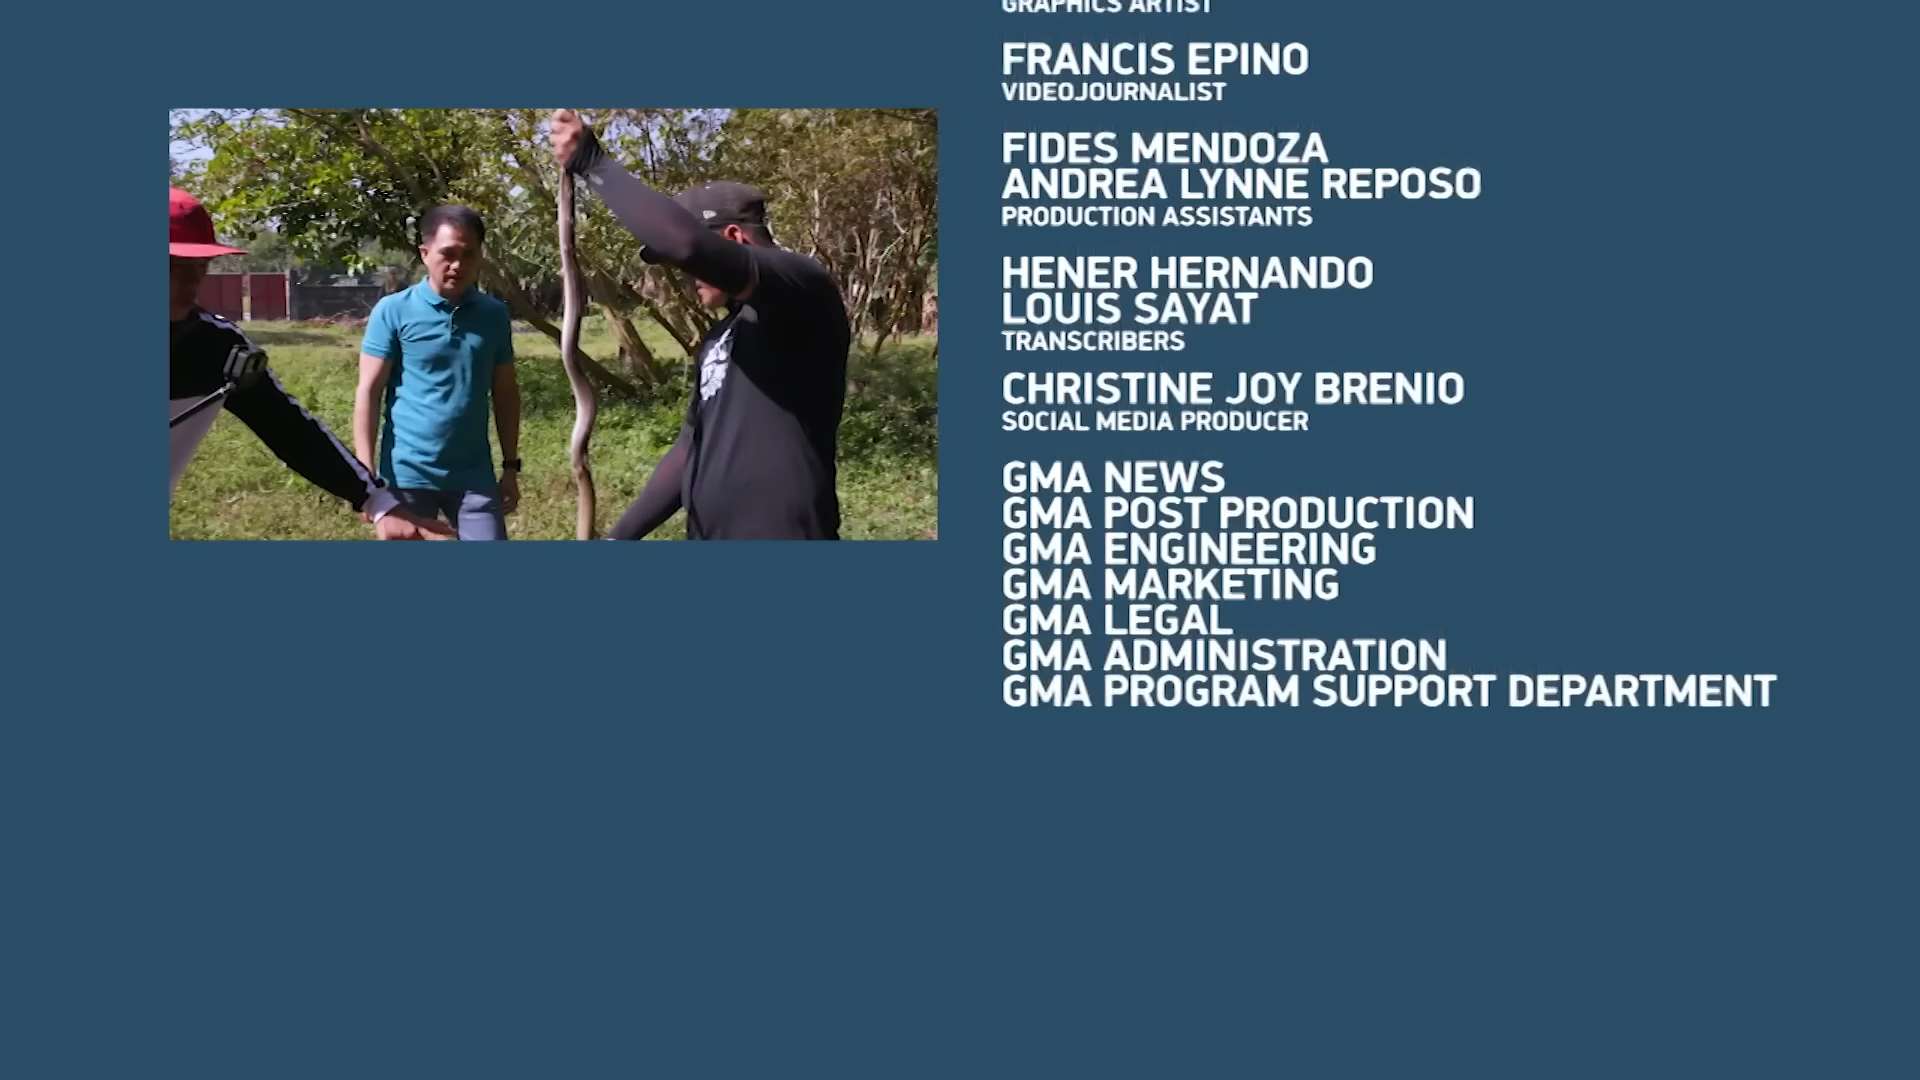 GRAPHICS ARTIST
FRANCIS EPINO
VIDEOJOURNALIST
FIDES MENDOZA
ANDREA LYNNE REPOSO
PRODUCTION ASSISTANTS
HENER HERNANDO
LOUIS SAYAT
TRANSCRIBERS
CHRISTINE JOY BRENIO
SOCIAL MEDIA PRODUCER
GMA NEWS
GMA POST PRODUCTION
GMA ENGINEERING
GMA MARKETING
GMA LEGAL
GMA ADMINISTRATION
GMA PROGRAM SUPPORT DEPARTMENT